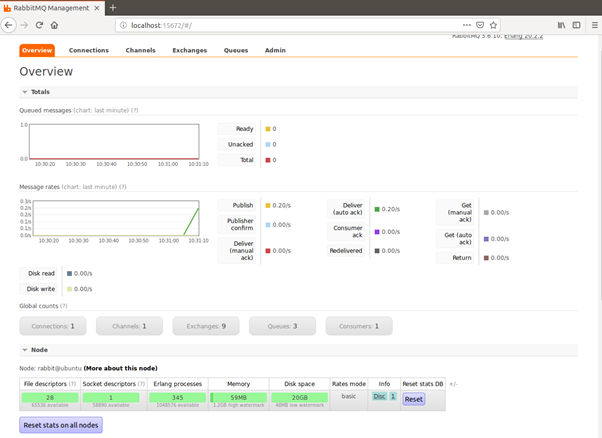 RabbitMQ Management
localhost:15672/#/
RabbitMQ 3.6.10, Erlang 20.2.2
Overview Connections Channels Exchanges Queues Admin
Overview
Totals
Queued messages (chart: last minute) (?)
1.0
0.0
10:30:20 10:30:30 10:30:40 10:30:50 10:31:00 10:31:10
Ready 0
Unacked 0
Total 0
Message rates (chart: last minute) (?)
0.3/s
0.2/s
0.2/s
0.1/s
0.1/s
0.0/s
10:30:20 10:30:30 10:30:40 10:30:50 10:31:00 10:31:10
Publish 0.20/s
Publisher confirm 0.00/s
Deliver (manual ack) 0.00/s
Deliver (auto ack) 0.20/s
Consumer ack 0.00/s
Redelivered 0.00/s
Get (manual ack) 0.00/s
Get (auto ack) 0.00/s
Return 0.00/s
Disk read 0.00/s
Disk write 0.00/s
Global counts (?)
Connections: 1 Channels: 1 Exchanges: 9 Queues: 3 Consumers: 1
Node
Node: rabbit@ubuntu (More about this node)
File descriptors (?) Socket descriptors (?) Erlang processes Memory Disk space Rates mode Info Reset stats DB +/-
28 1 345 59MB 20GB basic Disc 1 Reset
65536 available 58890 available 1048576 available 1.2GB high watermark 48MB low watermark
Reset stats on all nodes